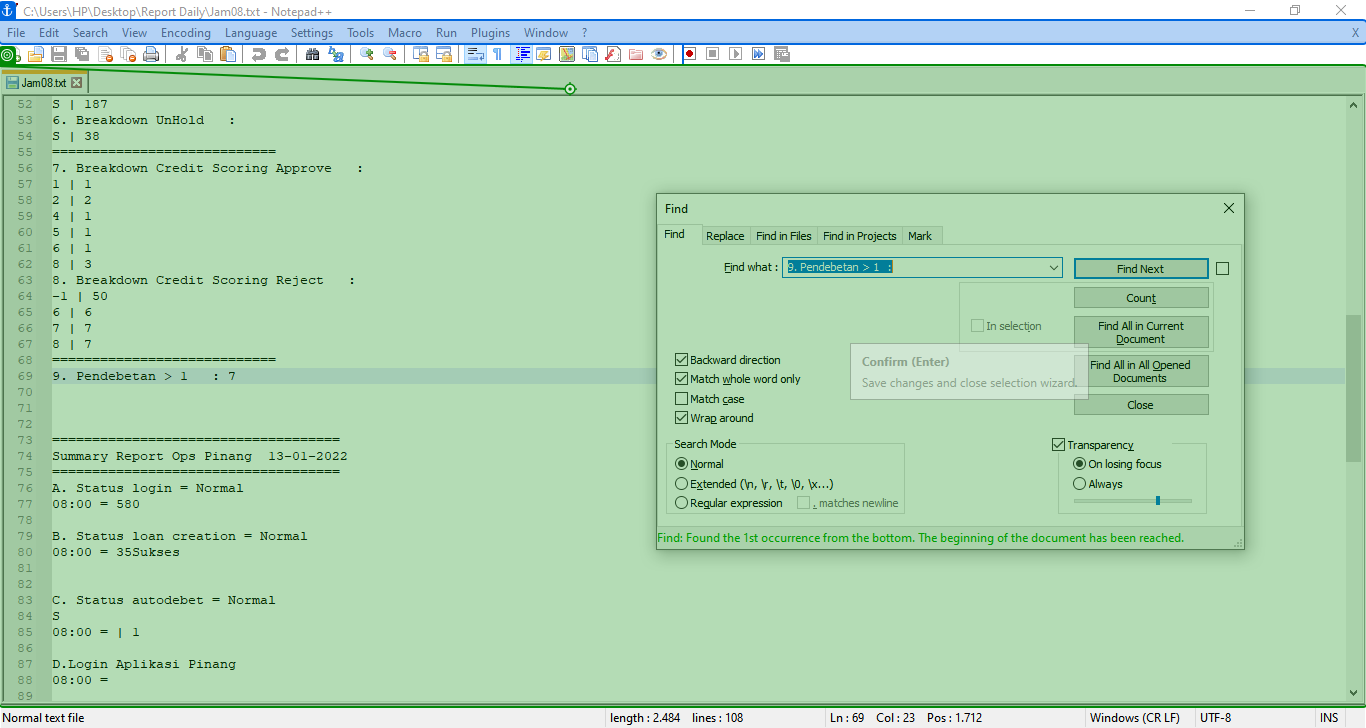 C:\Users\HP\Desktop\Report Daily\Jam08.txt - Notepad++
File Edit Search View Encoding Language Settings Tools Macro Run Plugins Window ? X
Jam08.txt
52 S | 187
53 6. Breakdown UnHold   :
54 S | 38
55 ============================
56 7. Breakdown Credit Scoring Approve   :
57 1 | 1
58 2 | 2
59 4 | 1
60 5 | 1
61 6 | 1
62 8 | 3
63 8. Breakdown Credit Scoring Reject   :
64 -1 | 50
65 6 | 6
66 7 | 7
67 8 | 7
68 ============================
69 9. Pendebetan > 1   : 7
70
71
72
73 ====================================
74 Summary Report Ops Pinang  13-01-2022
75 ====================================
76 A. Status login = Normal
77 08:00 = 580
78
79 B. Status loan creation = Normal
80 08:00 = 35Sukses
81
82
83 C. Status autodebet = Normal
84 S
85 08:00 = | 1
86
87 D.Login Aplikasi Pinang
88 08:00 =
89
Find
Find Replace Find in Files Find in Projects Mark
Find what : 9. Pendebetan > 1  : Find Next
Count
In selection
Find All in Current Document
Backward direction
Confirm (Enter)
Save changes and close selection wizard.
Find All in All Opened Documents
Match whole word only
Match case
Close
Wrap around
Search Mode
Transparency
Normal
On losing focus
Extended (\n, \r, \t, \0, \x...)
Always
Regular expression . matches newline
Find: Found the 1st occurrence from the bottom. The beginning of the document has been reached.
Normal text file length : 2.484 lines : 108 Ln : 69 Col : 23 Pos : 1.712 Windows (CR LF) UTF-8 INS